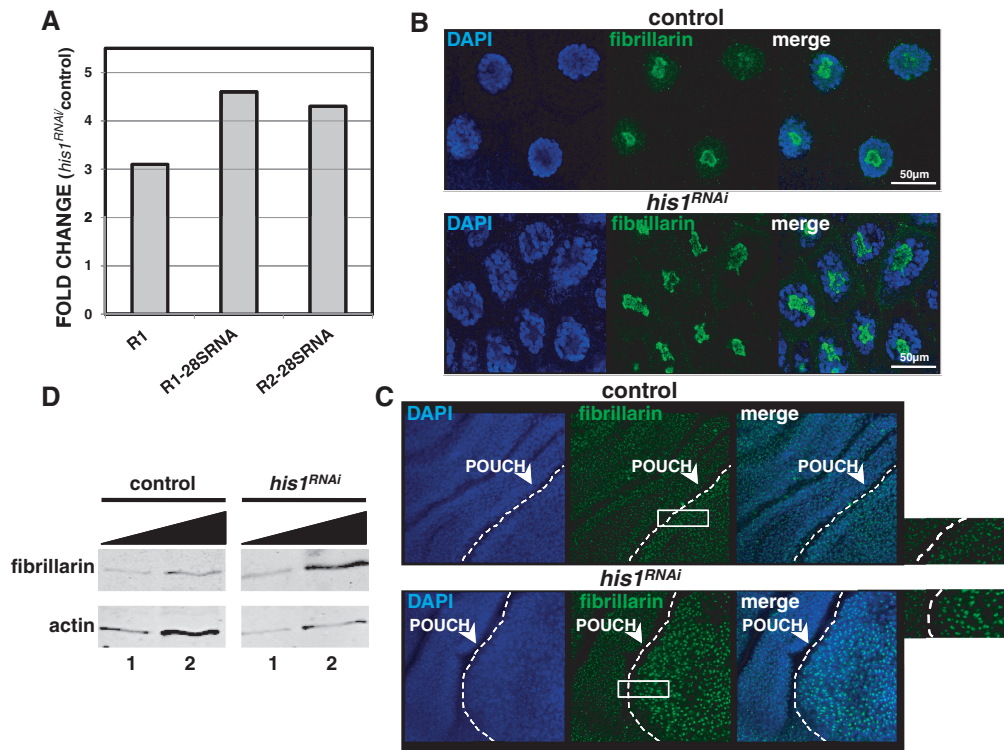 A
FOLD CHANGE (his1RNAi/control)
5
4
3
2
1
0
R1
R1-28SRNA
R2-28SRNA
B
control
DAPI fibrillarin merge
50µm
his1RNAi
DAPI fibrillarin merge
50µm
D
control his1RNAi
fibrillarin
actin
1 2 1 2
C
control
DAPI fibrillarin merge
POUCH POUCH POUCH
his1RNAi
DAPI fibrillarin merge
POUCH POUCH POUCH